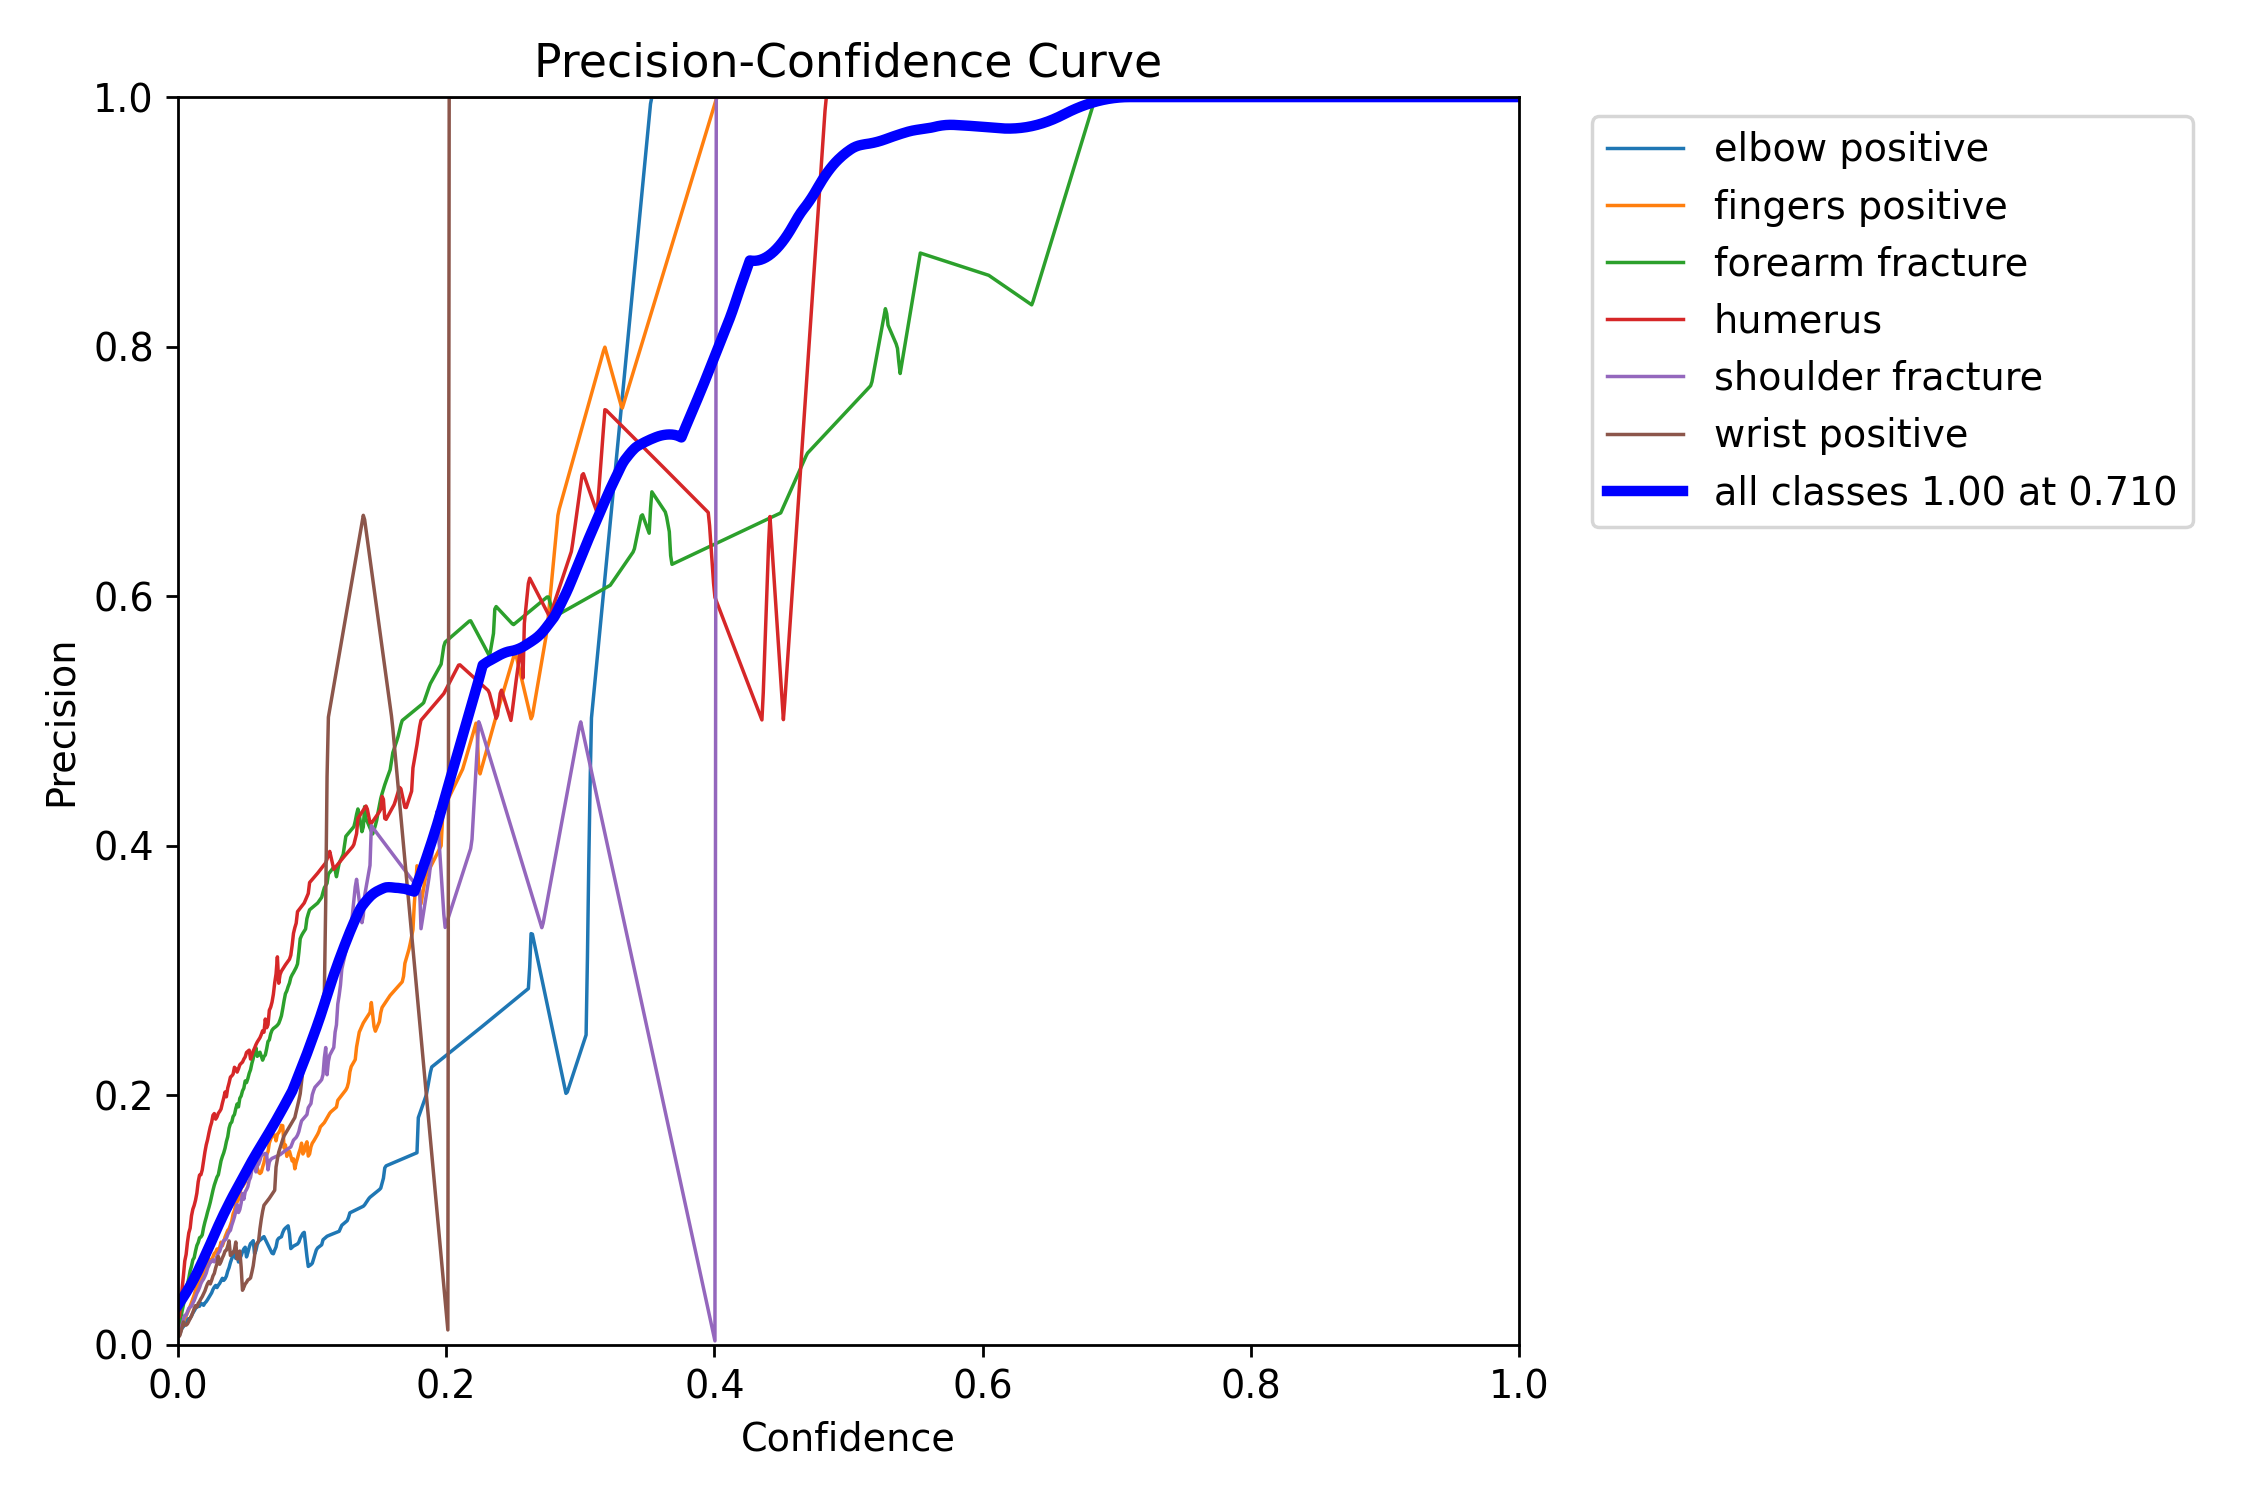 Precision-Confidence Curve
1.0
0.8
0.6
0.4
0.2
0.0
Precision
0.0 0.2 0.4 0.6 0.8 1.0
Confidence
elbow positive
fingers positive
forearm fracture
humerus
shoulder fracture
wrist positive
all classes 1.00 at 0.710